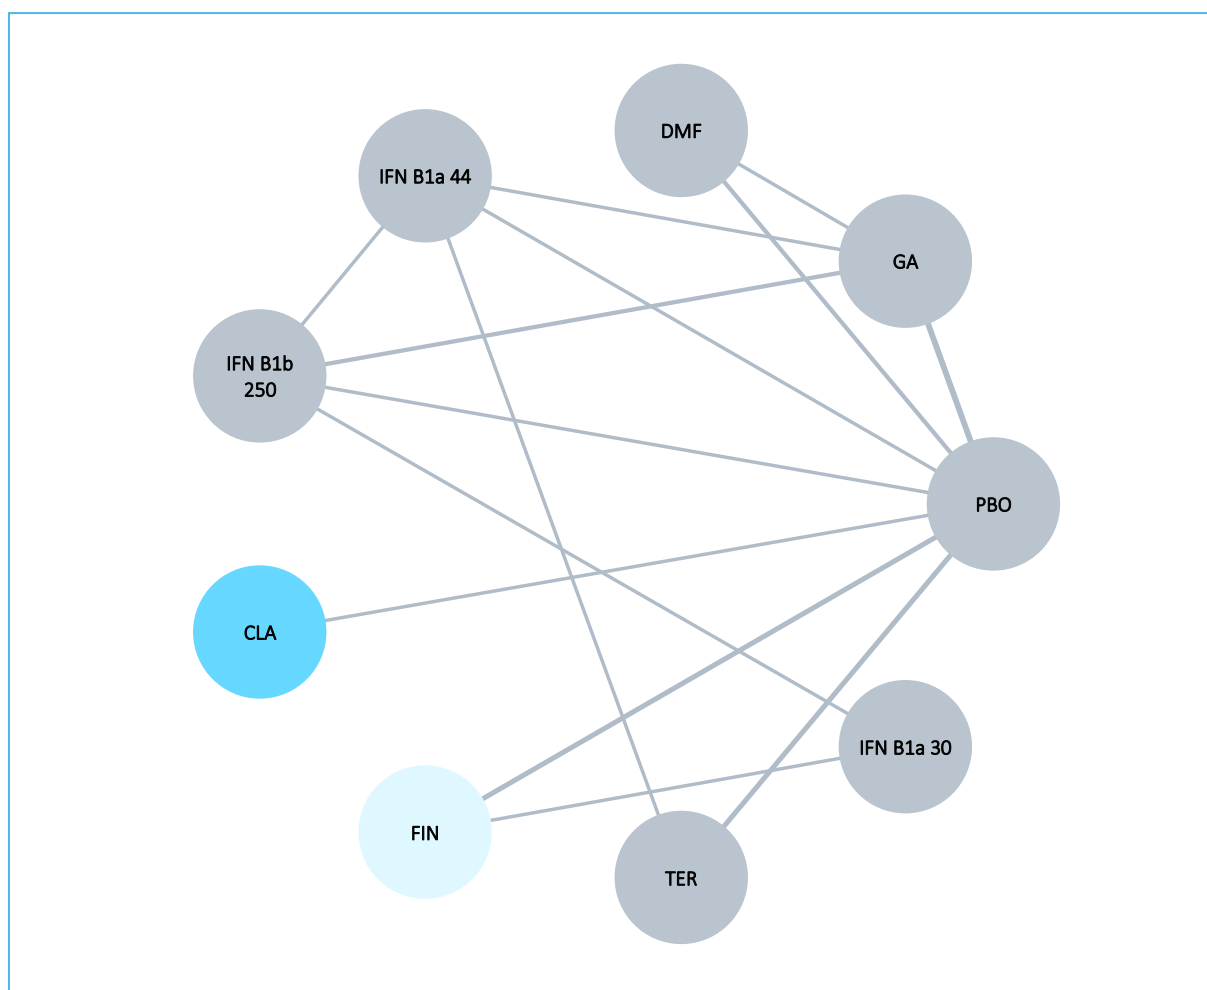 DMF
IFN B1a 44
GA
IFN B1b
250
PBO
CLA
IFN B1a 30
FIN
TER